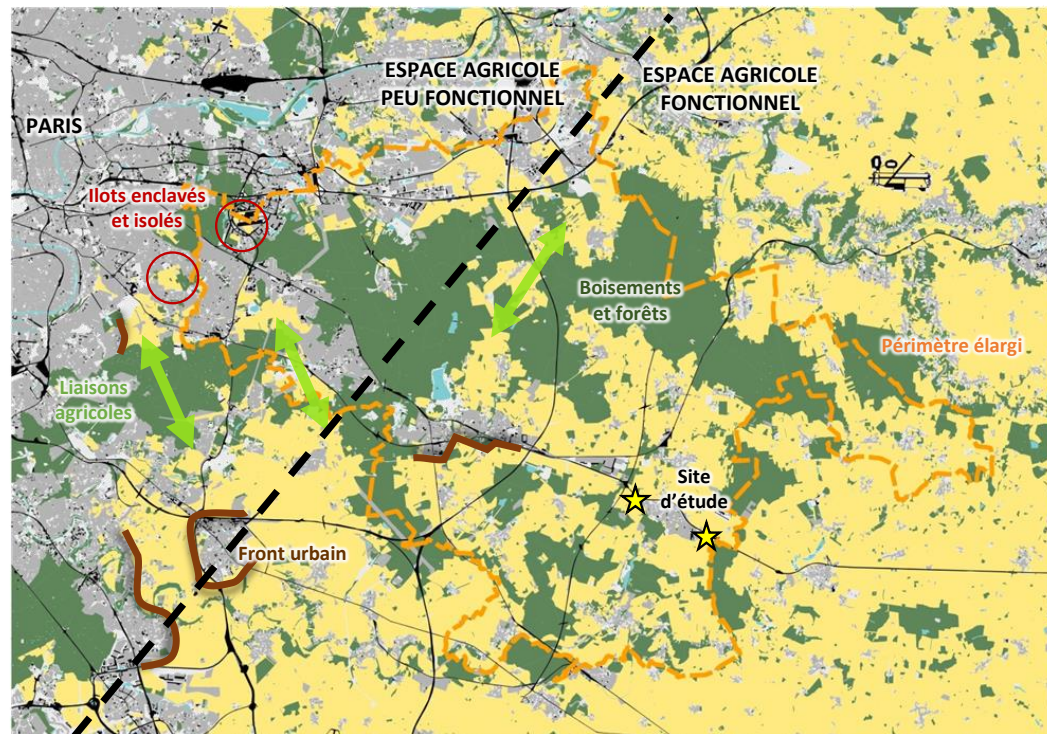 ESPACE AGRICOLE
PEU FONCTIONNEL
ESPACE AGRICOLE
FONCTIONNEL
PARIS
Ilots enclavés
et isolés
Boisements
et forêts
Périmètre élargi
Liaisons
agricoles
Site
d'étude
Front urbain